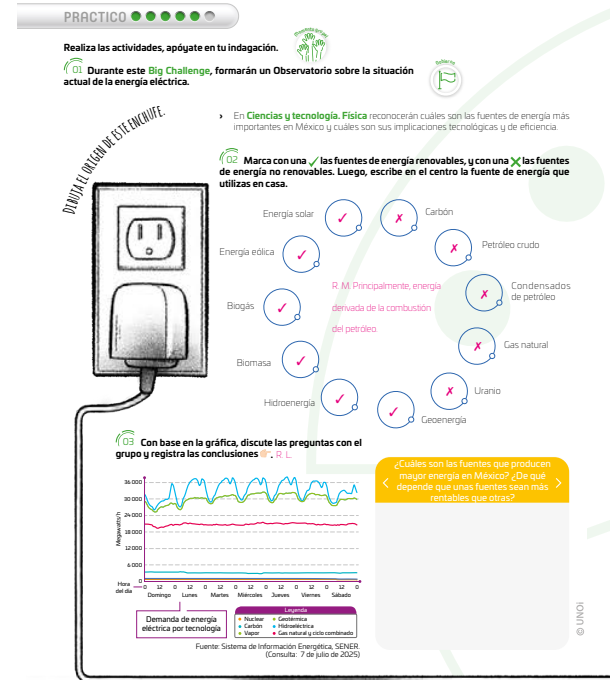 PRACTICO
Realiza las actividades, apóyate en tu indagación.
01 Durante este Big Challenge, formarán un Observatorio sobre la situación
actual de la energía eléctrica.
DIBUJA EL ORIGEN DE ESTE ENCHUFE.
› En Ciencias y tecnología. Física reconocerán cuáles son las fuentes de energía más
importantes en México y cuáles son sus implicaciones tecnológicas y de eficiencia.
02 Marca con una ✓ las fuentes de energía renovables, y con una ✗ las fuentes
de energía no renovables. Luego, escribe en el centro la fuente de energía que
utilizas en casa.
Energía solar ✓
✗ Carbón
Energía eólica ✓
✗ Petróleo crudo
Biogás ✓
✗ Condensados
de petróleo
Biomasa ✓
✗ Gas natural
Hidroenergía ✓
✗ Uranio
✓ Geoenergía
R. M. Principalmente, energía
derivada de la combustión
del petróleo.
03 Con base en la gráfica, discute las preguntas con el
grupo y registra las conclusiones. R. L.
Megawatts/h
36 000
30 000
24 000
18 000
12 000
6 000
0
Hora
del día
0 12 0 12 0 12 0 12 0 12 0 12 0 12 0
Domingo Lunes Martes Miércoles Jueves Viernes Sábado
Demanda de energía
eléctrica por tecnología
Leyenda
Nuclear Geotérmica
Carbón Hidroeléctrica
Vapor Gas natural y ciclo combinado
Fuente: Sistema de Información Energética, SENER.
(Consulta: 7 de julio de 2025)
¿Cuáles son las fuentes que producen
mayor energía en México? ¿De qué
depende que unas fuentes sean más
rentables que otras?
© UNOi